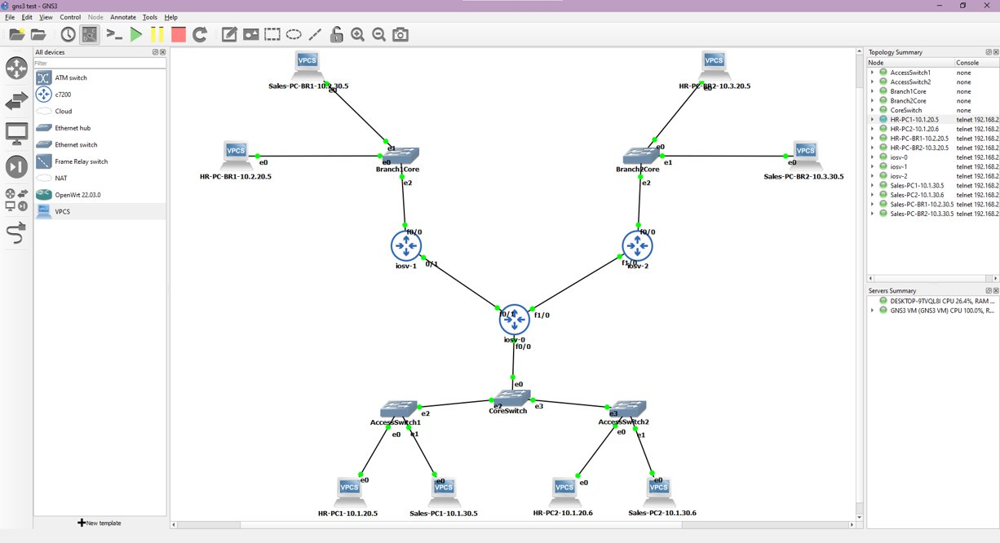 gns3 test - GNS3
File Edit View Control Node Annotate Tools Help
All devices
Filter
ATM switch
c7200
Cloud
Ethernet hub
Ethernet switch
Frame Relay switch
NAT
OpenWrt 22.03.0
VPCS
New template
VPCS
Sales-PC-BR1-10.2.30.5
e0
VPCS
HR-PC-BR2-10.3.20.5
e0
VPCS
HR-PC-BR1-10.2.20.5
e0
e1
e0
Branch1Core
e2
e0
e1
Branch2Core
e2
VPCS
e0
Sales-PC-BR2-10.3.30.5
f0/0
iosv-1
0/1
f0/0
f1/0
iosv-2
f0/1
f1/0
iosv-0
f0/0
e0
e2
e3
CoreSwitch
e2
AccessSwitch1
e0
e1
e3
AccessSwitch2
e0
e1
e0
VPCS
HR-PC1-10.1.20.5
e0
VPCS
Sales-PC1-10.1.30.5
e0
VPCS
HR-PC2-10.1.20.6
e0
VPCS
Sales-PC2-10.1.30.6
Topology Summary
Node Console
AccessSwitch1 none
AccessSwitch2 none
Branch1Core none
Branch2Core none
CoreSwitch none
HR-PC1-10.1.20.5 telnet 192.168.2
HR-PC2-10.1.20.6 telnet 192.168.2
HR-PC-BR1-10.2.20.5 telnet 192.168.2
HR-PC-BR2-10.3.20.5 telnet 192.168.2
iosv-0 telnet 192.168.2
iosv-1 telnet 192.168.2
iosv-2 telnet 192.168.2
Sales-PC1-10.1.30.5 telnet 192.168.2
Sales-PC2-10.1.30.6 telnet 192.168.2
Sales-PC-BR1-10.2.30.5 telnet 192.168.2
Sales-PC-BR2-10.3.30.5 telnet 192.168.2
Servers Summary
DESKTOP-9TVQL8I CPU 26.4%, RAM ...
GNS3 VM (GNS3 VM) CPU 100.0%, R...